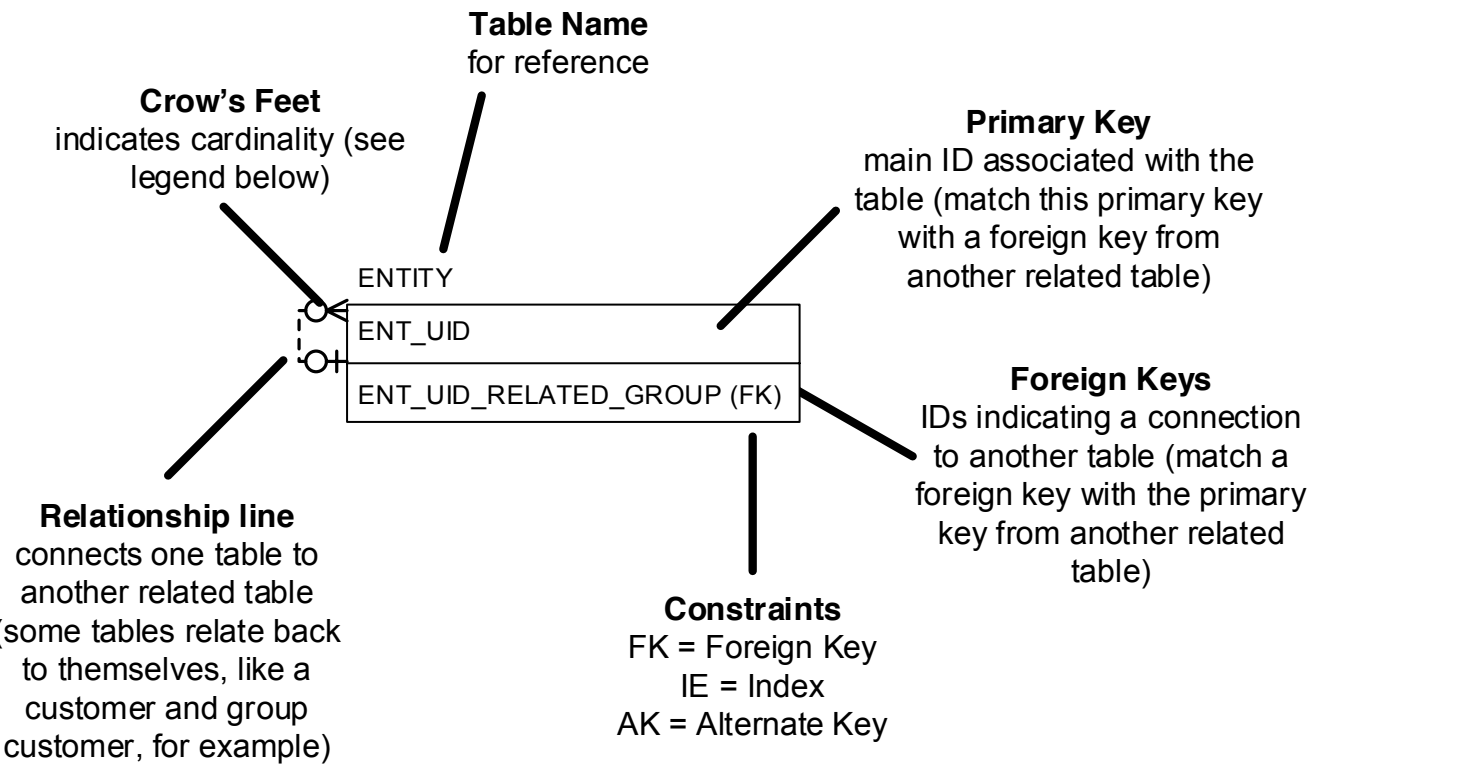 Table Name
for reference
Crow's Feet
indicates cardinality (see
legend below)
Primary Key
main ID associated with the
table (match this primary key
with a foreign key from
another related table)
ENTITY
ENT_UID
ENT_UID_RELATED_GROUP (FK)
Foreign Keys
IDs indicating a connection
to another table (match a
foreign key with the primary
key from another related
table)
Relationship line
connects one table to
another related table
(some tables relate back
to themselves, like a
customer and group
customer, for example)
Constraints
FK = Foreign Key
IE = Index
AK = Alternate Key